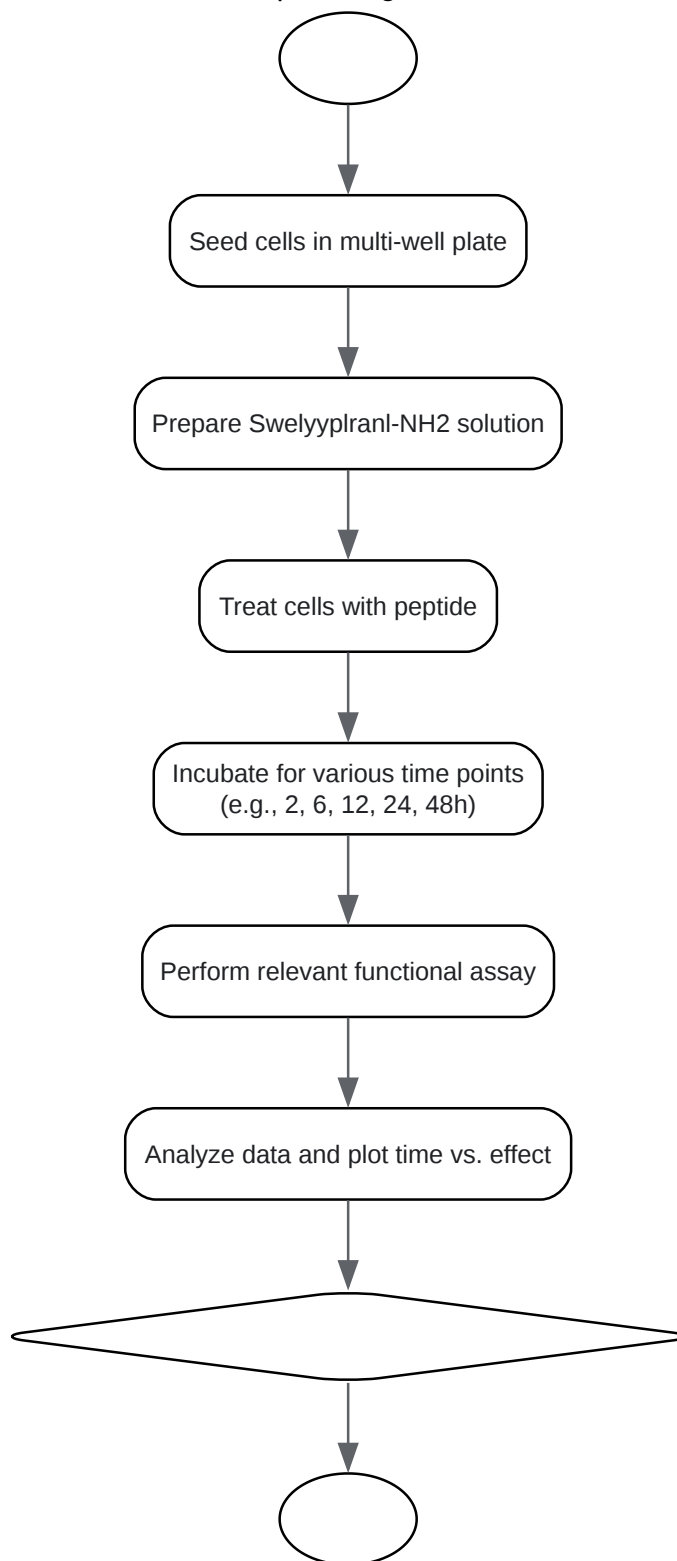 Seed cells in multi-well plate
Prepare Swelyyplranl-NH2 solution
Treat cells with peptide
Incubate for various time points
(e.g., 2, 6, 12, 24, 48h)
Perform relevant functional assay
Analyze data and plot time vs. effect